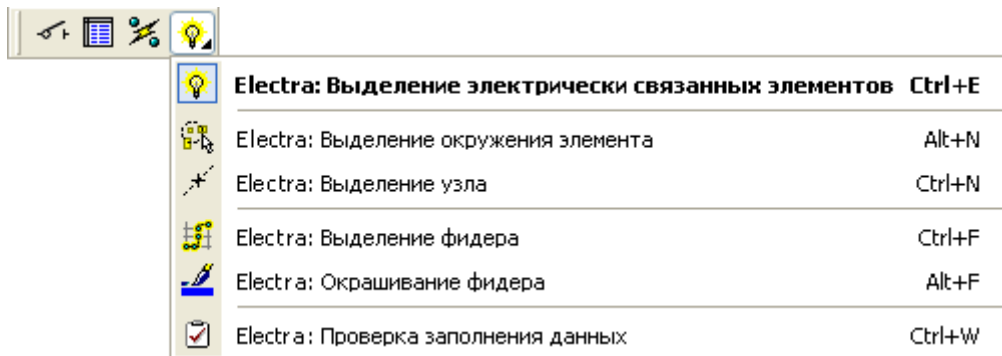 Electra: Выделение электрически связанных элементов Ctrl+E
Electra: Выделение окружения элемента Alt+N
Electra: Выделение узла Ctrl+N
Electra: Выделение фидера Ctrl+F
Electra: Окрашивание фидера Alt+F
Electra: Проверка заполнения данных Ctrl+W